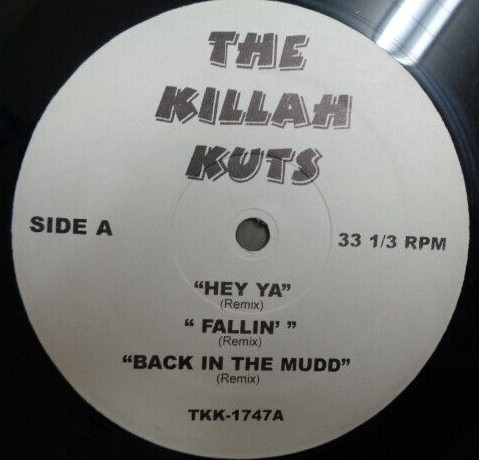 THE
KILLAH
KUTS
SIDE A
33 1/3 RPM
“HEY YA”
(Remix)
“ FALLIN’ ”
(Remix)
“BACK IN THE MUDD”
(Remix)
TKK-1747A